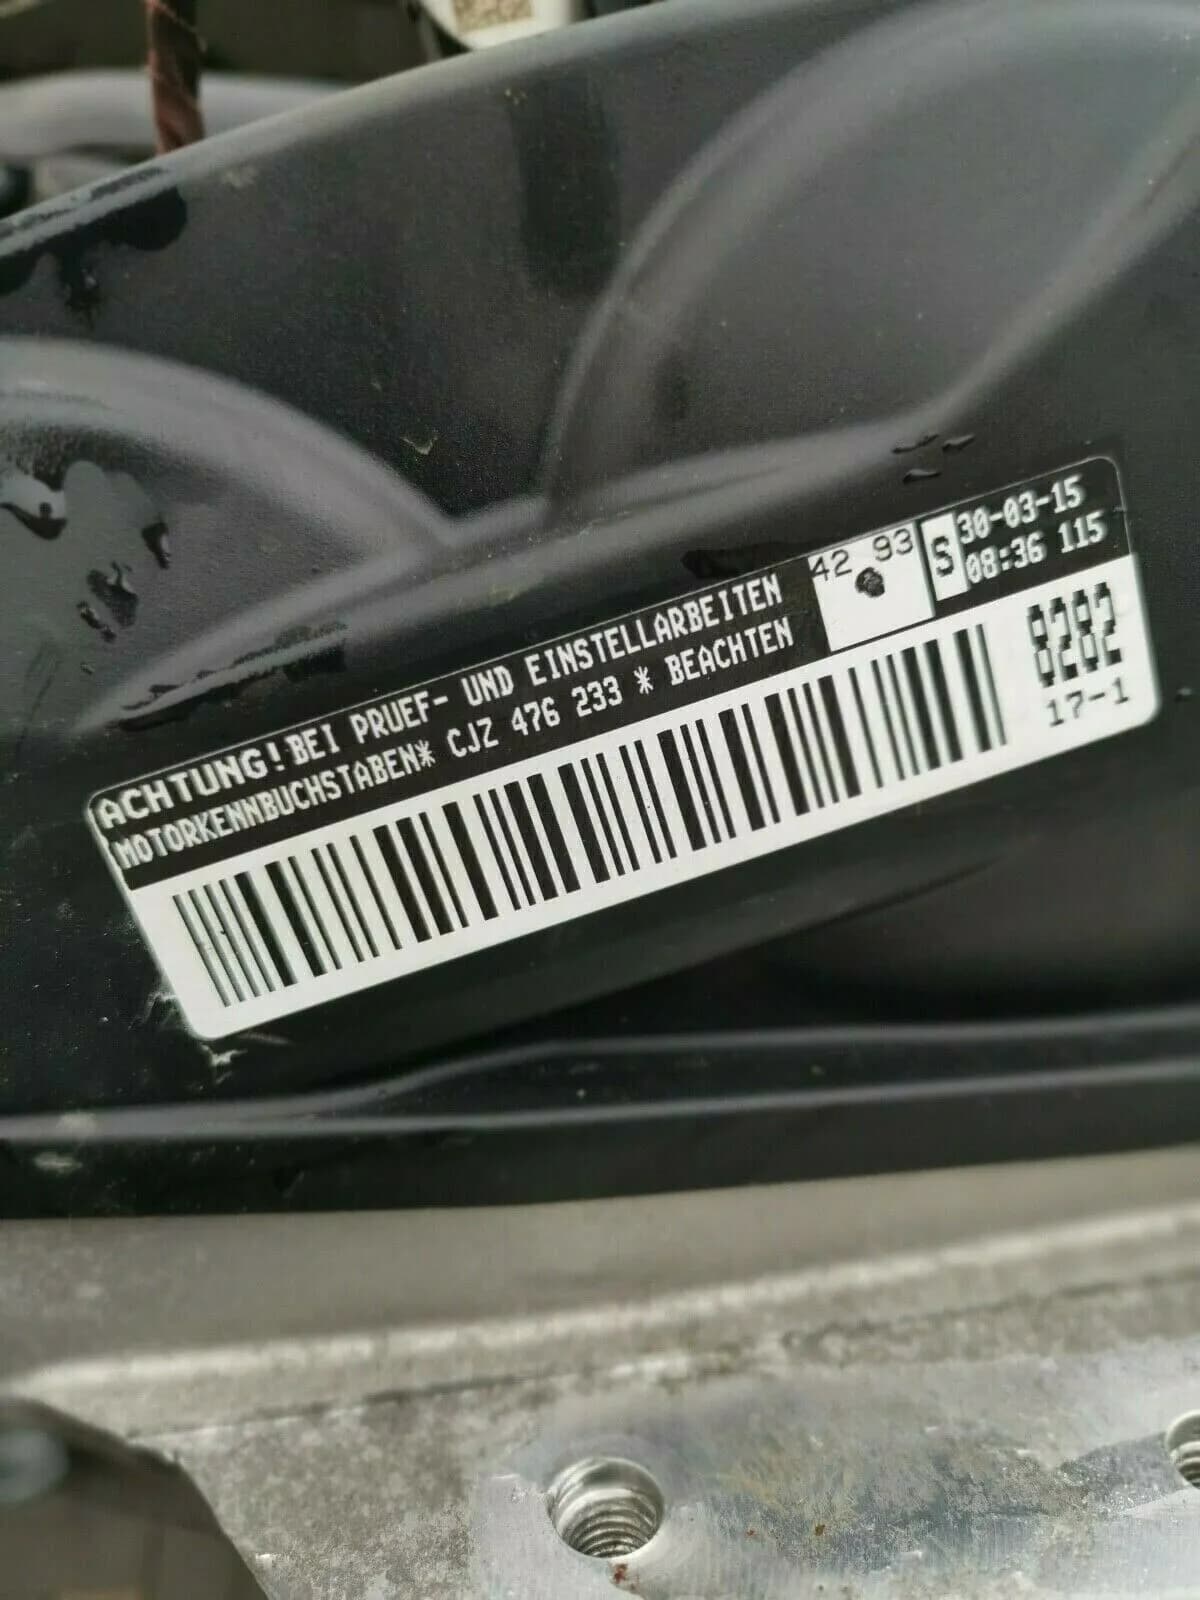 ACHTUNG! BEI PRUEF- UND EINSTELLARBEITEN
MOTORKENNBUCHSTABEN* CJZ 476 233 * BEACHTEN
42 93
S
30-03-15
08:36 115
8282
17-1